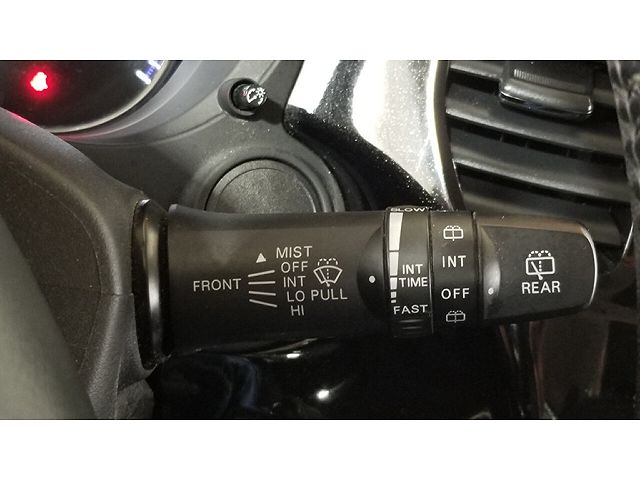 FRONT
MIST
OFF
INT
LO PULL
HI
SLOW
INT
TIME
FAST
INT
OFF
REAR